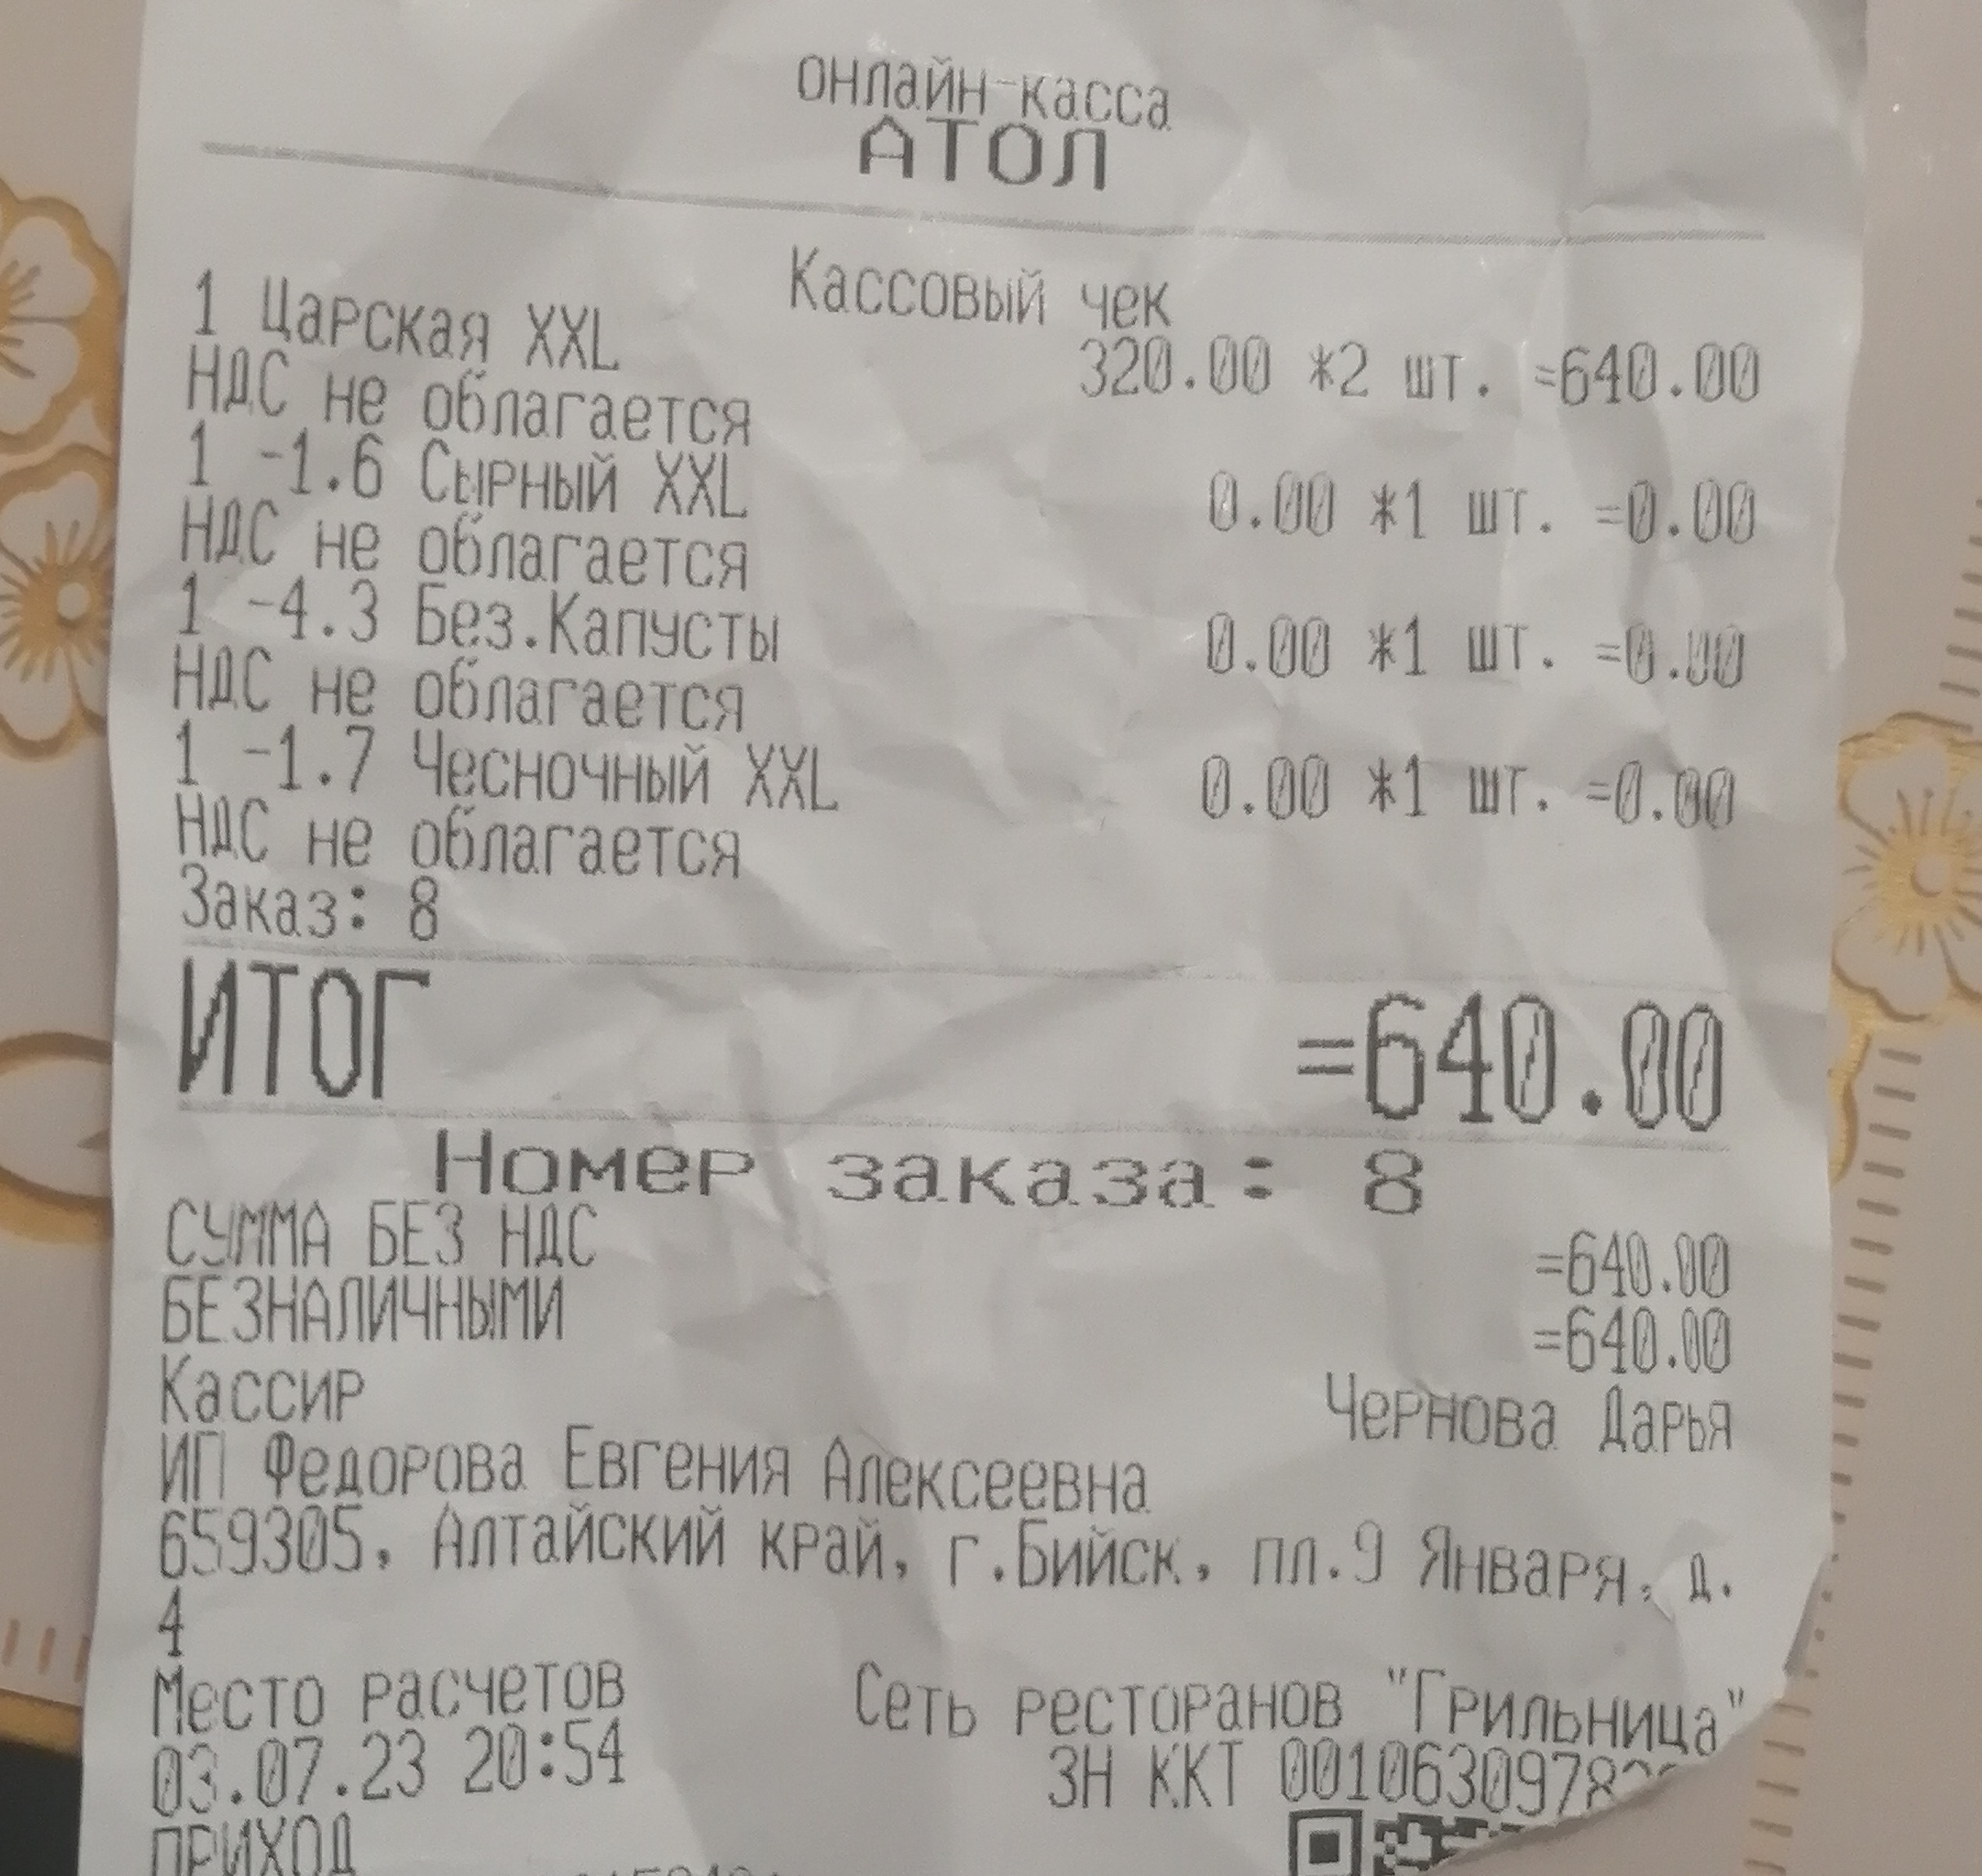 онлайн-касса
АТОЛ
Кассовый чек
1 Царская XXL
320.00 *2 шт. =640.00
НДС не облагается
1 -1.6 Сырный XXL
0.00 *1 шт. =0.00
НДС не облагается
1 -4.3 Без.Капусты
0.00 *1 шт. =0.00
НДС не облагается
1 -1.7 Чесночный XXL
0.00 *1 шт. =0.00
НДС не облагается
Заказ: 8
ИТОГ =640.00
Номер заказа: 8
СУММА БЕЗ НДС =640.00
БЕЗНАЛИЧНЫМИ =640.00
Кассир Чернова Дарья
ИП Федорова Евгения Алексеевна
659305, Алтайский край, г.Бийск, пл.9 Января, д.
4
Место расчетов Сеть ресторанов "Грильница"
03.07.23 20:54 ЗН ККТ
ПРИХОД